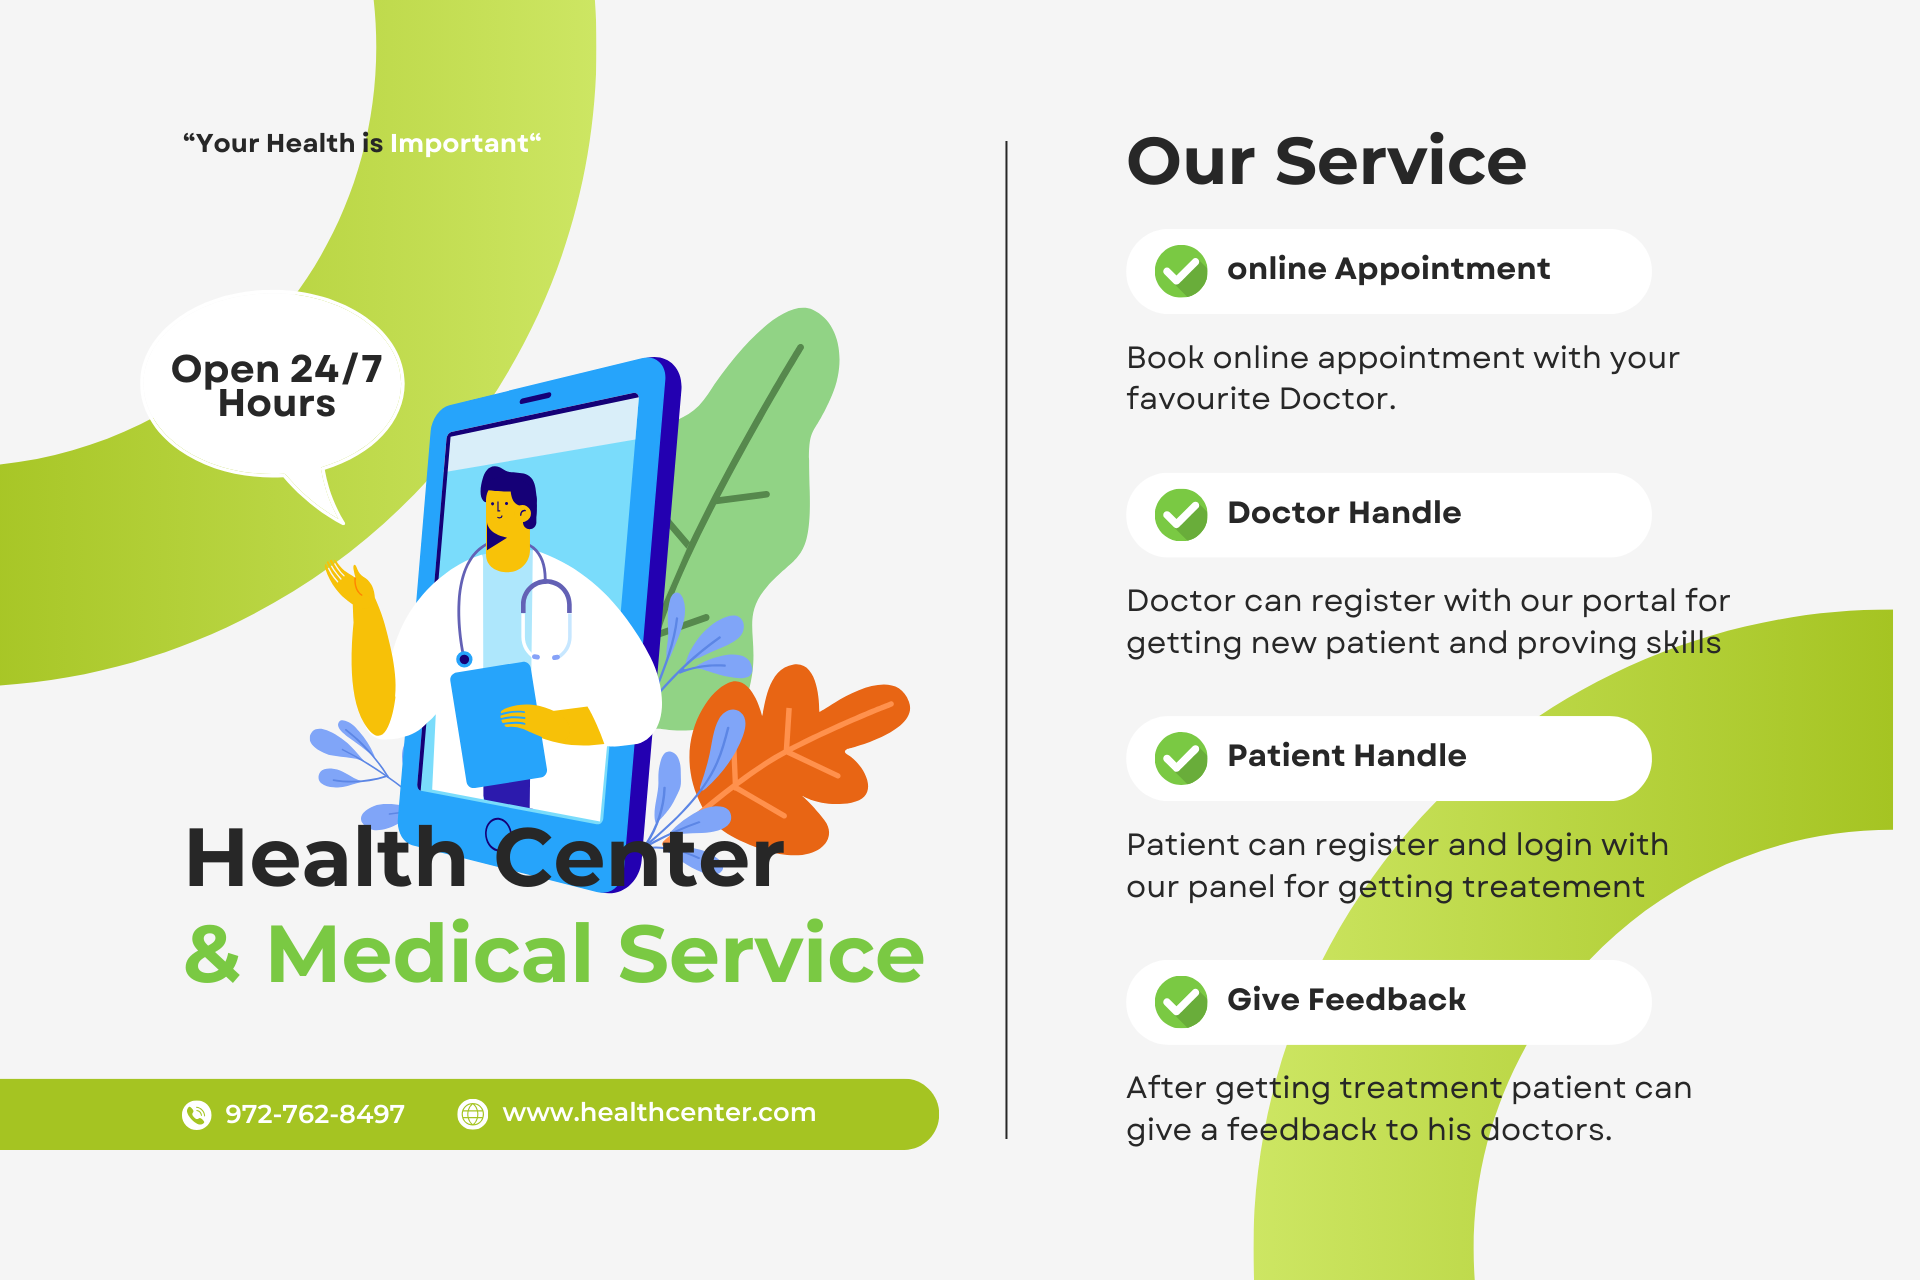 “Your Health is Important“
Open 24/7
Hours
Health Center
& Medical Service
972-762-8497
www.healthcenter.com
Our Service
online Appointment
Book online appointment with your
favourite Doctor.
Doctor Handle
Doctor can register with our portal for
getting new patient and proving skills
Patient Handle
Patient can register and login with
our panel for getting treatement
Give Feedback
After getting treatment patient can
give a feedback to his doctors.